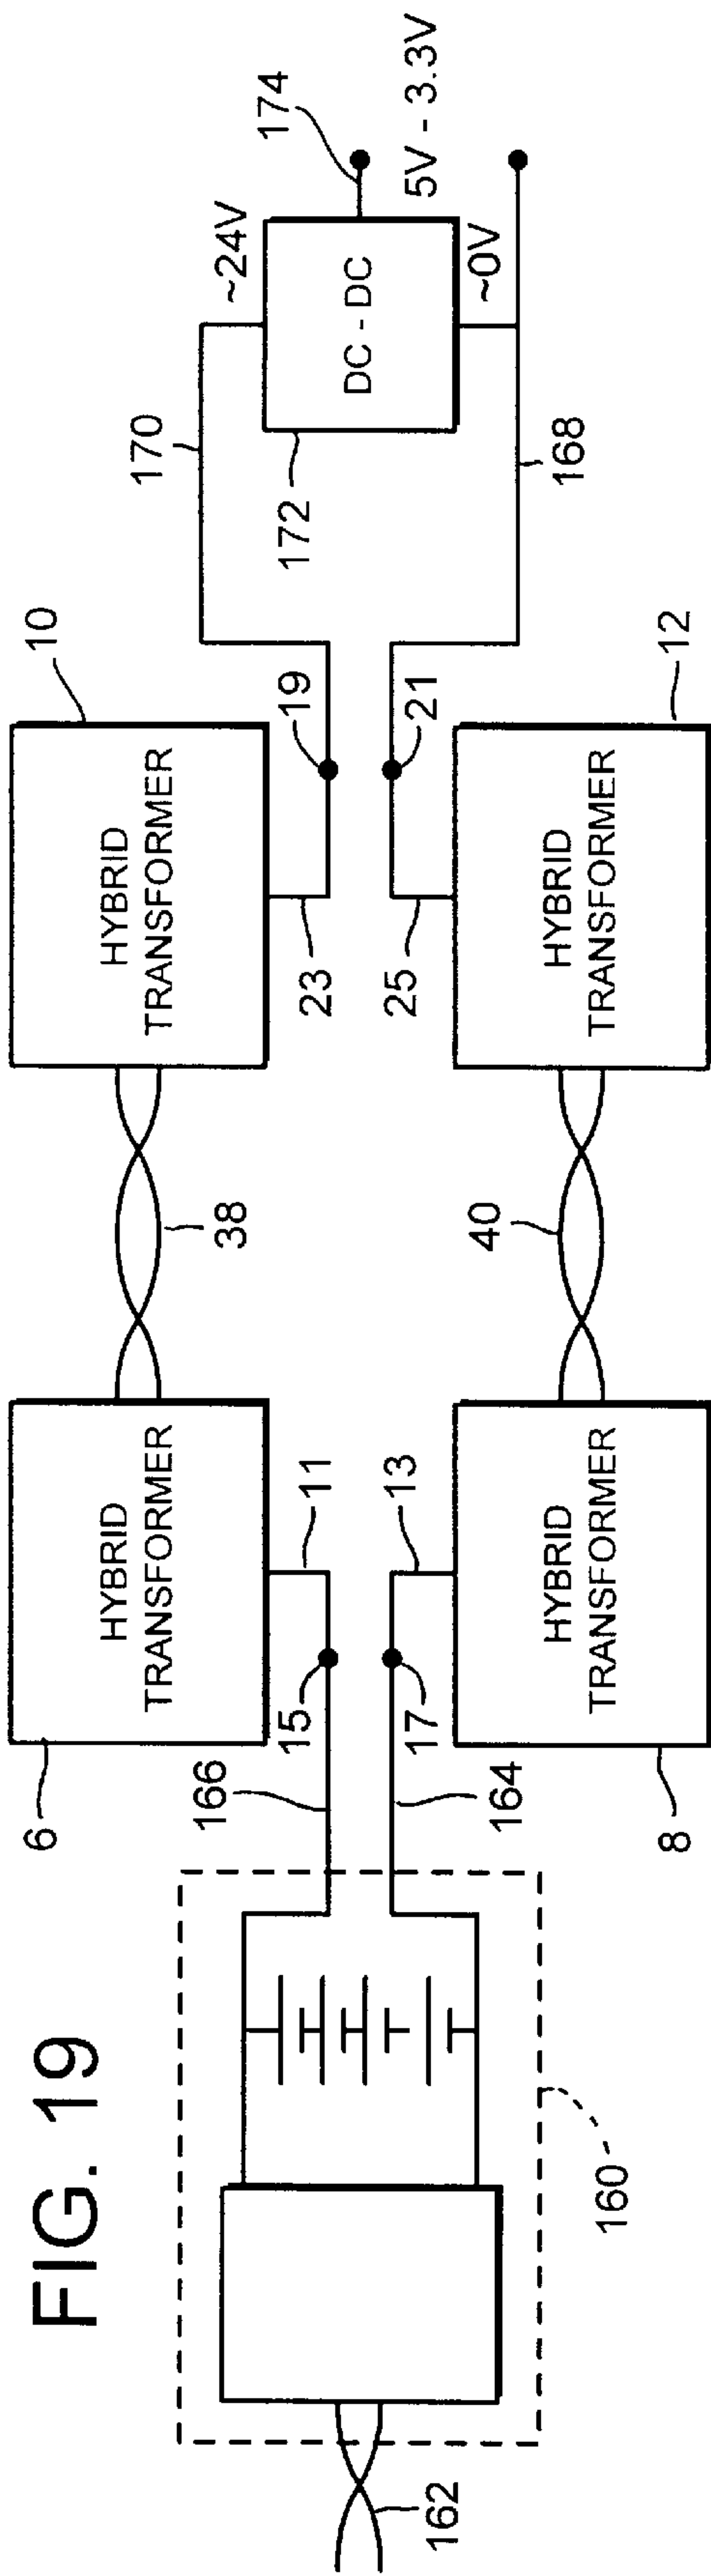 FIG. 19
162
160
6
HYBRID
TRANSFORMER
11
15
166
38
10
HYBRID
TRANSFORMER
23
19
170
~24V
174
172
DC - DC
5V - 3.3V
~0V
168
164
17
13
8
HYBRID
TRANSFORMER
40
25
21
12
HYBRID
TRANSFORMER